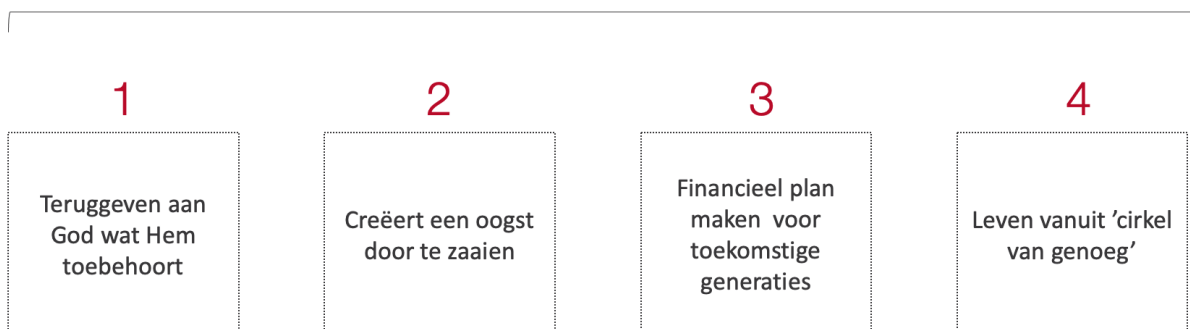 1
Teruggeven aan
God wat Hem
toebehoort
2
Creëert een oogst
door te zaaien
3
Financieel plan
maken  voor
toekomstige
generaties
4
Leven vanuit ’cirkel
van genoeg’